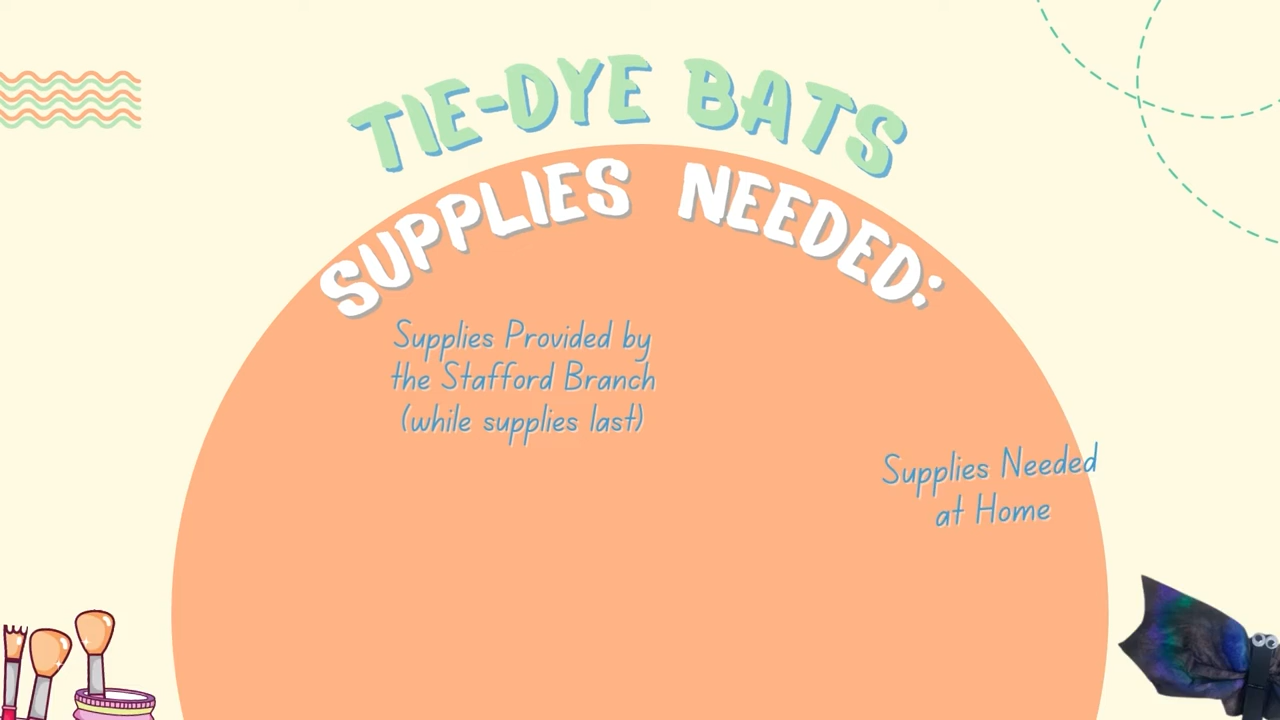 TIE-DYE BATS
SUPPLIES NEEDED:
Supplies Provided by
the Stafford Branch
(while supplies last)
Supplies Needed
at Home